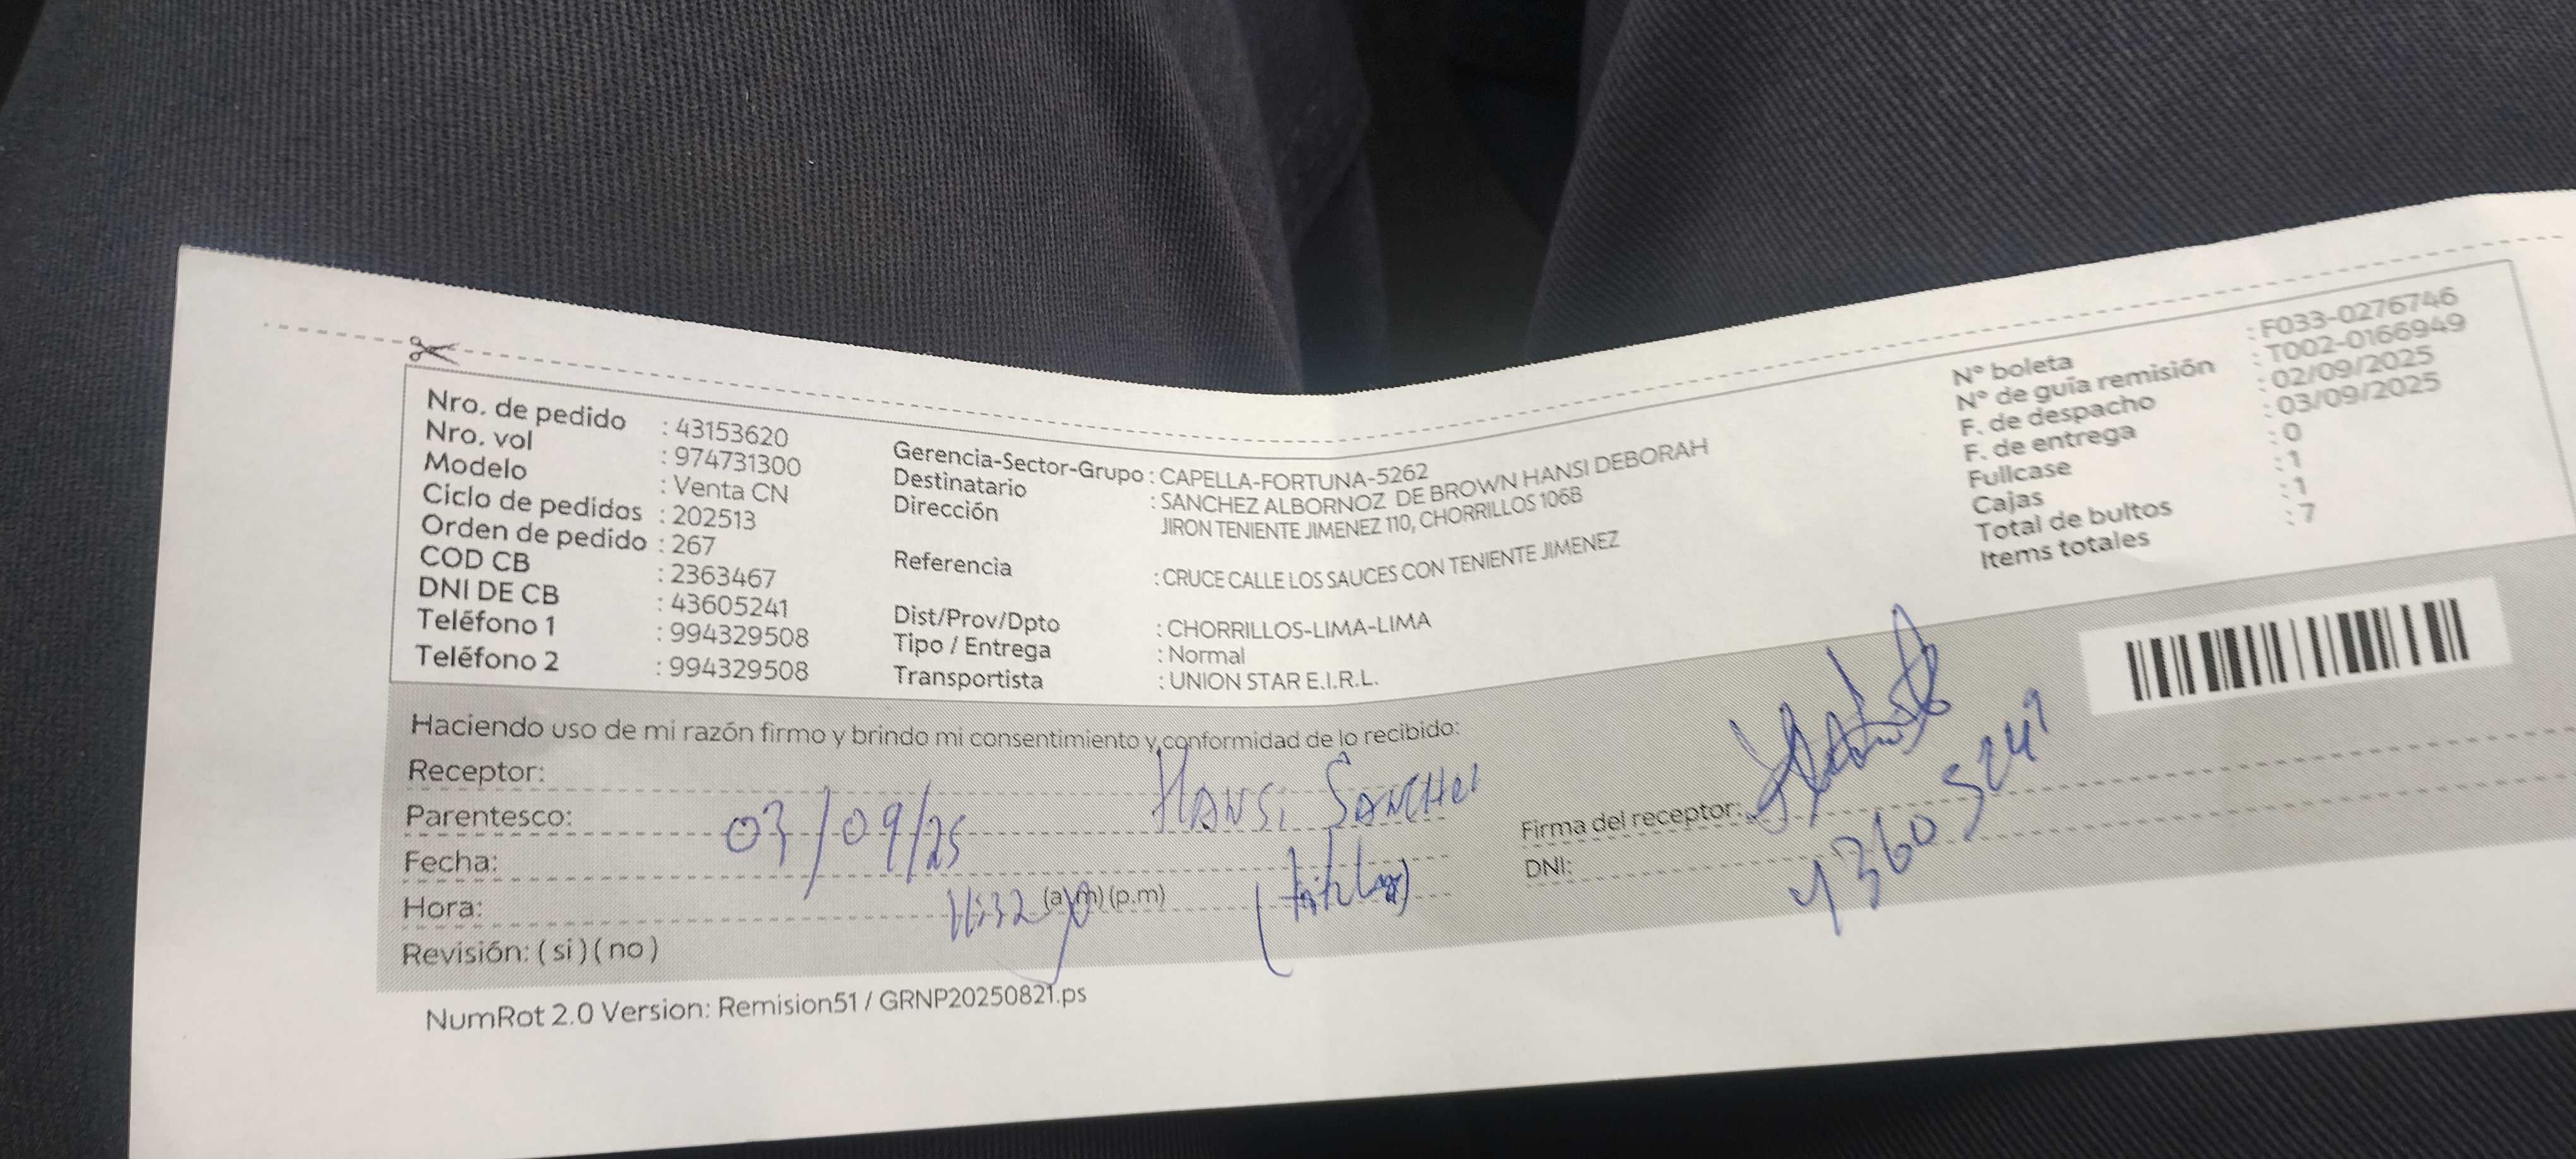 Nro. de pedido : 43153620
Nro. vol : 974731300
Modelo : Venta CN
Ciclo de pedidos : 202513
Orden de pedido : 267
COD CB : 2363467
DNI DE CB : 43605241
Teléfono 1 : 994329508
Teléfono 2 : 994329508
Gerencia-Sector-Grupo : CAPELLA-FORTUNA-5262
Destinatario : SANCHEZ ALBORNOZ DE BROWN HANSI DEBORAH
Dirección JIRON TENIENTE JIMENEZ 110, CHORRILLOS 106B
Referencia : CRUCE CALLE LOS SAUCES CON TENIENTE JIMENEZ
Dist/Prov/Dpto : CHORRILLOS-LIMA-LIMA
Tipo / Entrega : Normal
Transportista : UNION STAR E.I.R.L.
N° boleta : F033-0276746
N° de guía remisión : T002-0166949
F. de despacho : 02/09/2025
F. de entrega : 03/09/2025
Fullcase : 0
Cajas : 1
Total de bultos : 1
Items totales : 7
Haciendo uso de mi razón firmo y brindo mi consentimiento y conformidad de lo recibido:
Receptor: HANSI SANCHEZ
Parentesco: (titular)
Fecha: 03/09/25
Hora: 11:32 (a.m) (p.m)
Revisión: ( si ) ( no )
Firma del receptor:
DNI: 43605241
NumRot 2.0 Version: Remision51 / GRNP20250821.ps